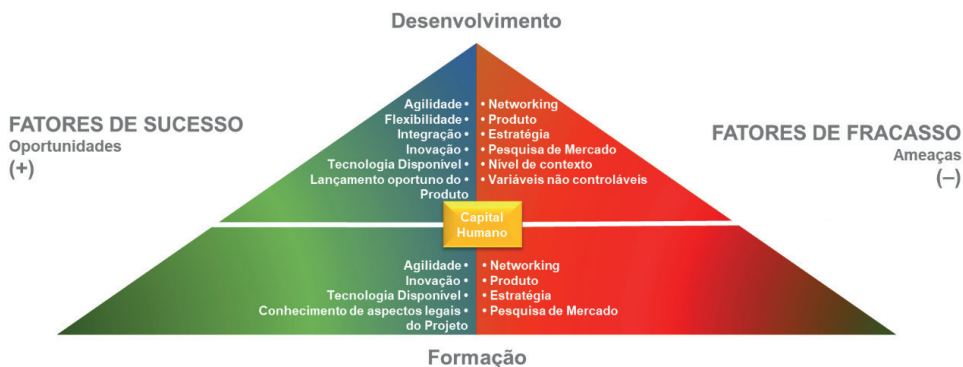 Desenvolvimento
FATORES DE SUCESSO
Oportunidades
(+)
Agilidade •
Flexibilidade •
Integração •
Inovação •
Tecnologia Disponível •
Lançamento oportuno do •
Produto
• Networking
• Produto
• Estratégia
• Pesquisa de Mercado
• Nível de contexto
• Variáveis não controláveis
FATORES DE FRACASSO
Ameaças
(–)
Capital
Humano
Agilidade •
Inovação •
Tecnologia Disponível •
Conhecimento de aspectos legais •
do Projeto
• Networking
• Produto
• Estratégia
• Pesquisa de Mercado
Formação